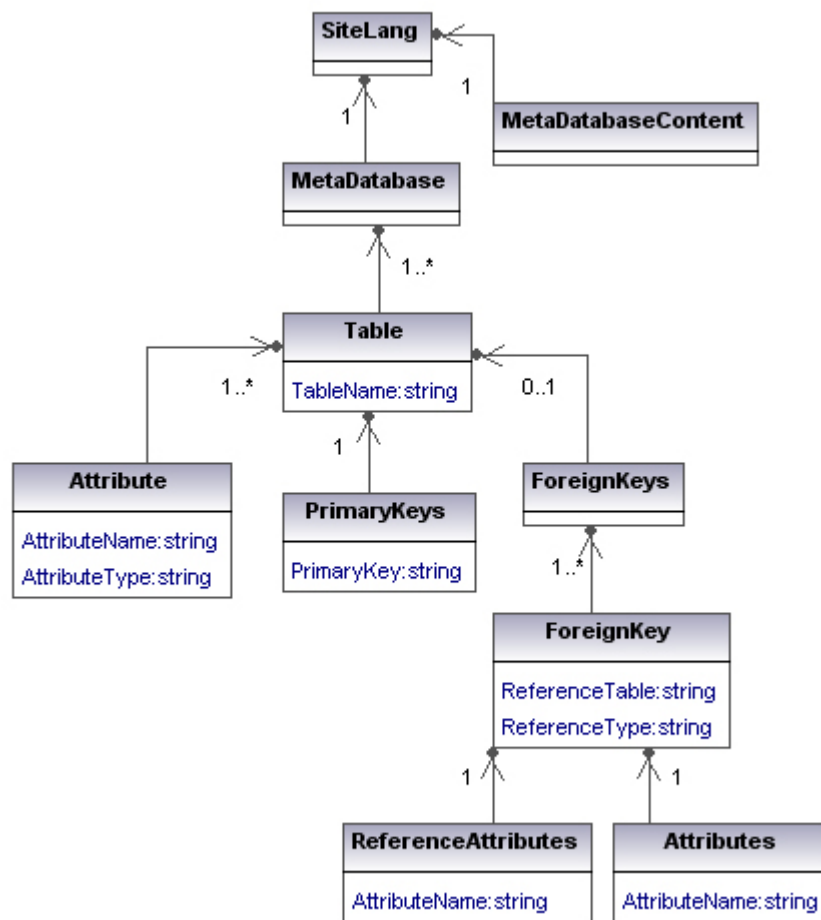 SiteLang
1
1
MetaDatabaseContent
MetaDatabase
1..*
Table
TableName:string
1..*
0..1
1
Attribute
AttributeName:string
AttributeType:string
PrimaryKeys
PrimaryKey:string
ForeignKeys
1..*
ForeignKey
ReferenceTable:string
ReferenceType:string
1
1
ReferenceAttributes
AttributeName:string
Attributes
AttributeName:string